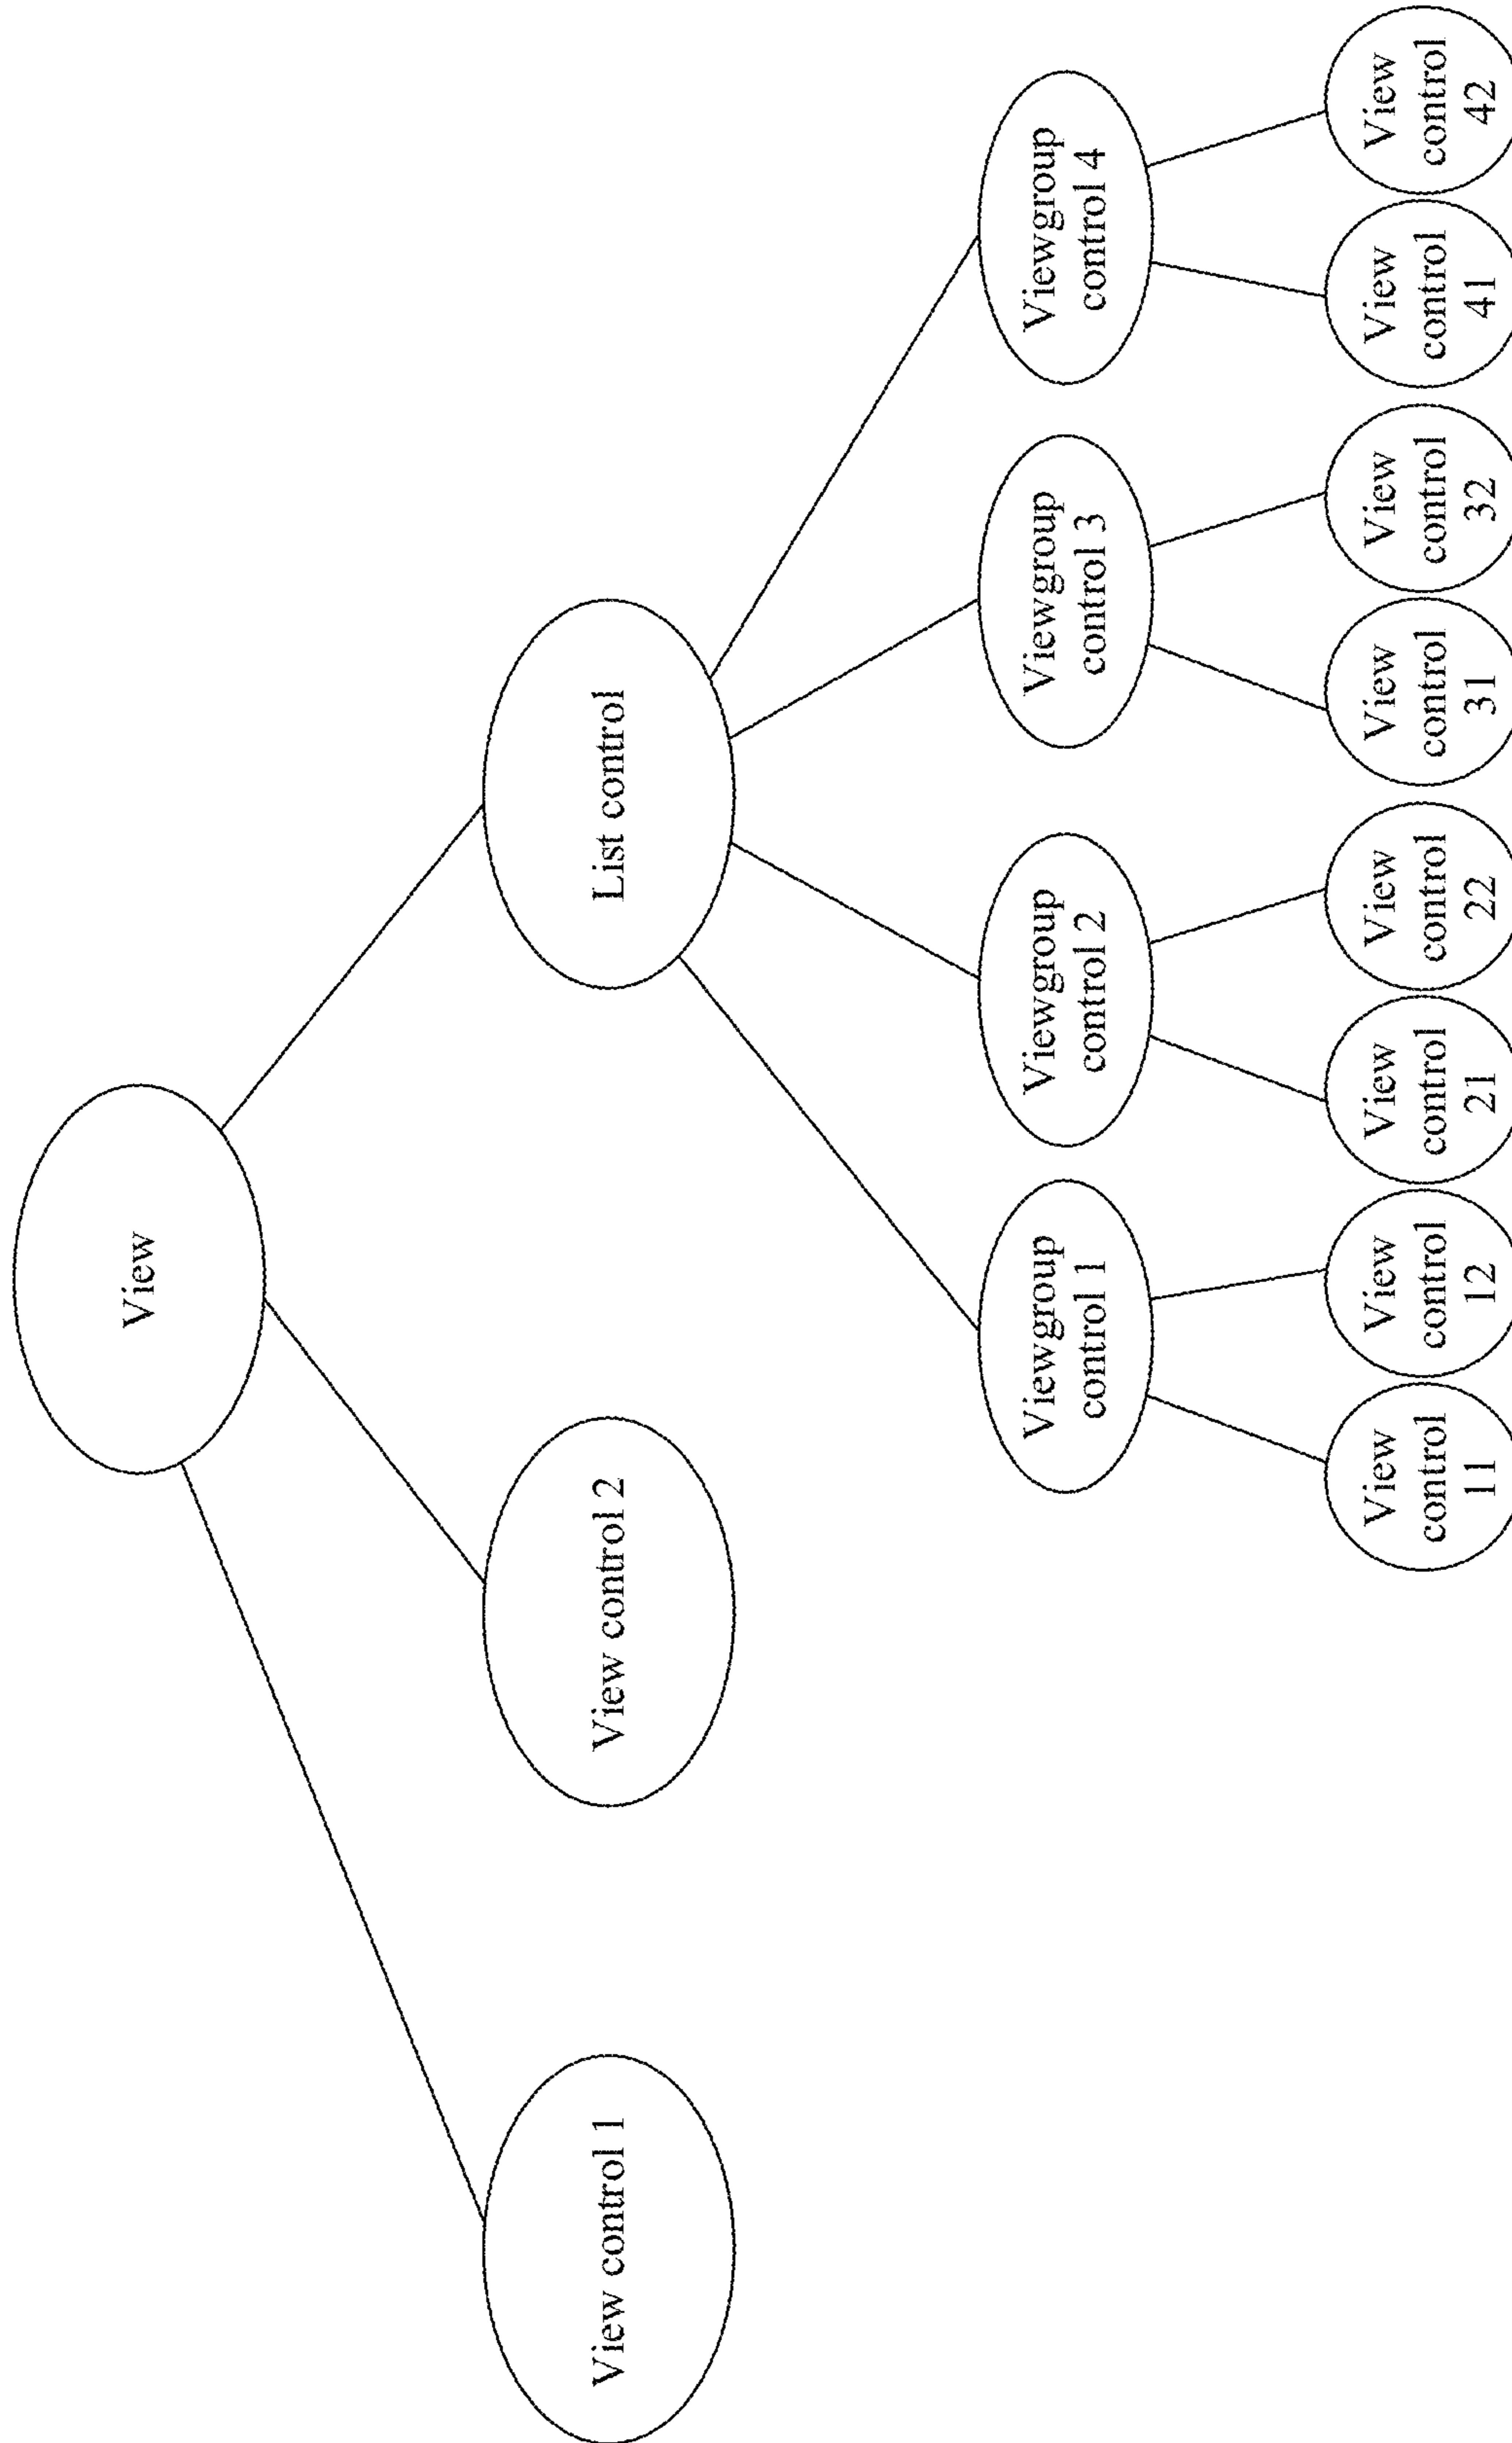 View
View control 1
View control 2
List control
Viewgroup
control 1
Viewgroup
control 2
Viewgroup
control 3
Viewgroup
control 4
View
control
11
View
control
12
View
control
21
View
control
22
View
control
31
View
control
32
View
control
41
View
control
42